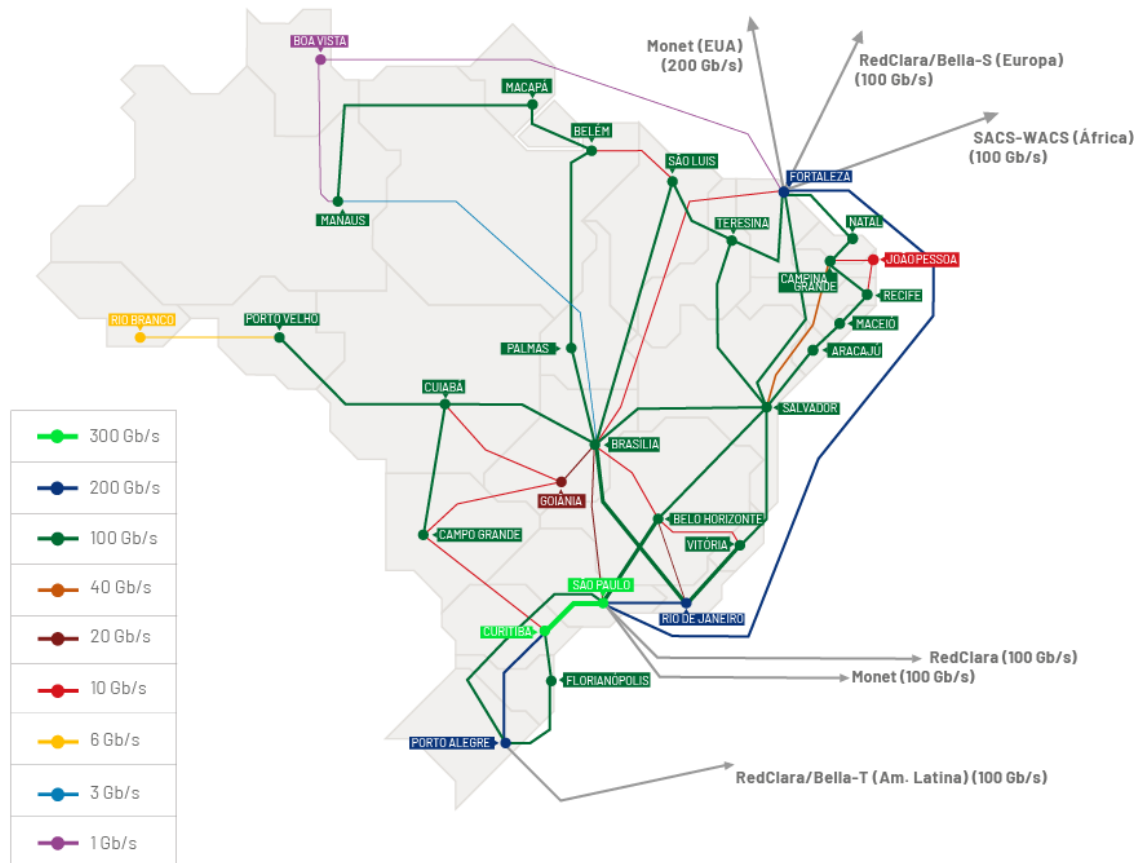 BOA VISTA
Monet (EUA)
(200 Gb/s)
RedClara/Bella-S (Europa)
(100 Gb/s)
MACAPÁ
BELÉM
SACS-WACS (África)
(100 Gb/s)
SÃO LUIS
FORTALEZA
MANAUS
TERESINA
NATAL
JOÃO PESSOA
CAMPINA
GRANDE
RECIFE
RIO BRANCO
PORTO VELHO
MACEIÓ
PALMAS
ARACAJÚ
CUIABÁ
SALVADOR
300 Gb/s
BRASÍLIA
200 Gb/s
GOIÂNIA
BELO HORIZONTE
100 Gb/s
CAMPO GRANDE
VITÓRIA
40 Gb/s
SÃO PAULO
RIO DE JANEIRO
20 Gb/s
CURITIBA
RedClara (100 Gb/s)
Monet (100 Gb/s)
10 Gb/s
FLORIANÓPOLIS
6 Gb/s
PORTO ALEGRE
RedClara/Bella-T (Am. Latina) (100 Gb/s)
3 Gb/s
1 Gb/s